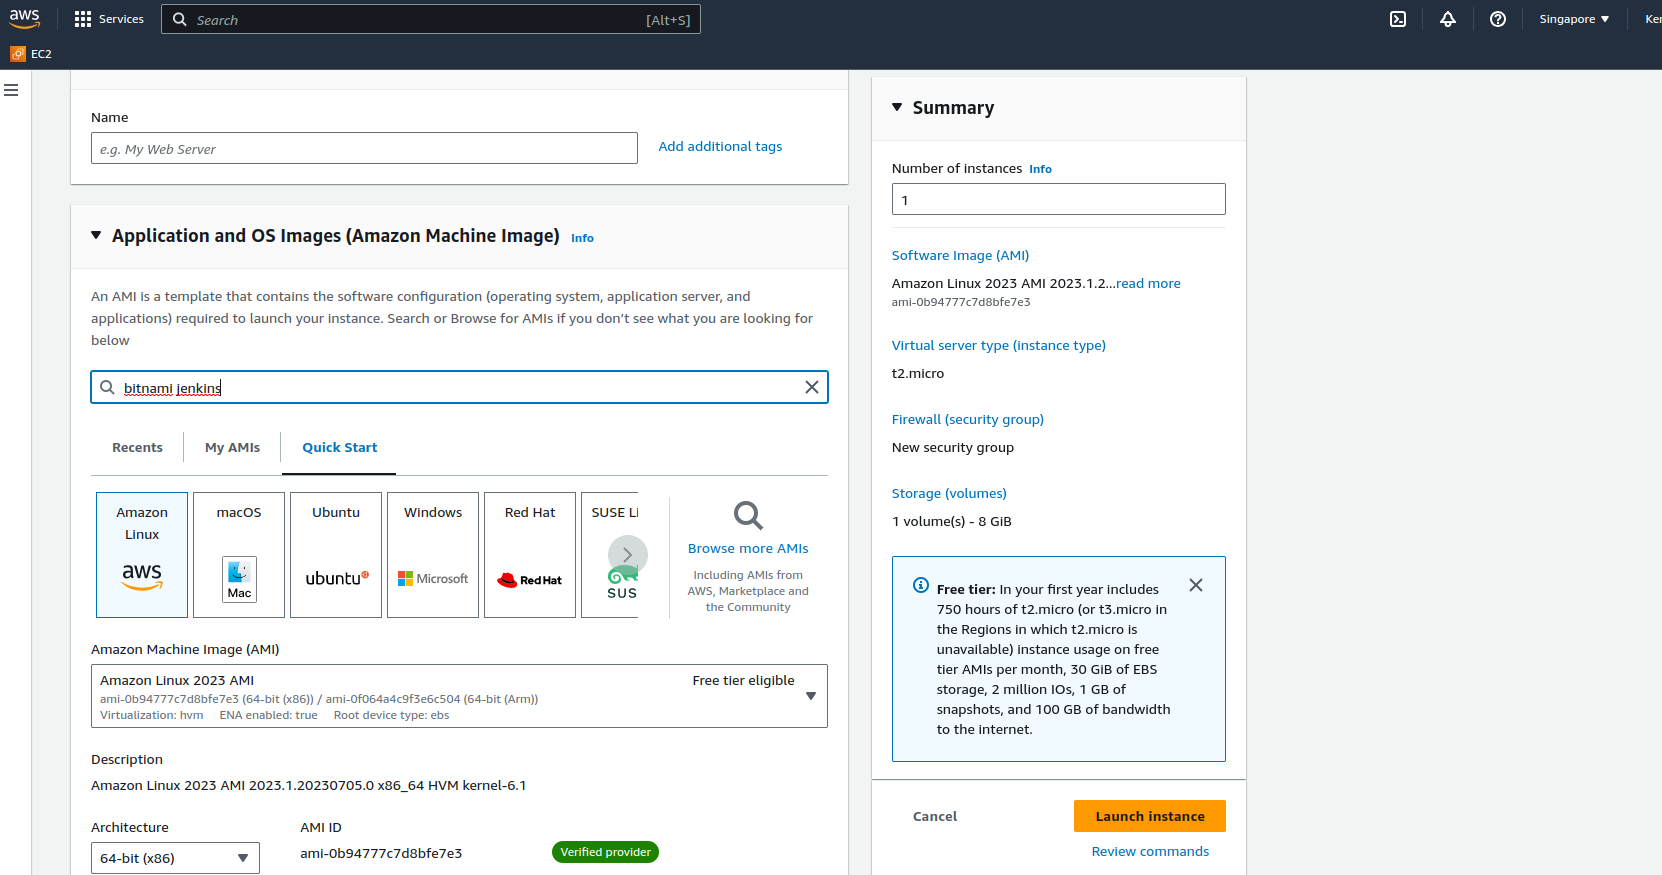 aws
Services
Search
[Alt+S]
Singapore
EC2
Name
e.g. My Web Server
Add additional tags
Application and OS Images (Amazon Machine Image) Info
An AMI is a template that contains the software configuration (operating system, application server, and
applications) required to launch your instance. Search or Browse for AMIs if you don’t see what you are looking for
below
bitnami jenkins
Recents
My AMIs
Quick Start
Amazon
Linux
aws
macOS
Mac
Ubuntu
ubuntu
Windows
Microsoft
Red Hat
Red Hat
SUSE Li
SUS
Browse more AMIs
Including AMIs from
AWS, Marketplace and
the Community
Amazon Machine Image (AMI)
Amazon Linux 2023 AMI
Free tier eligible
ami-0b94777c7d8bfe7e3 (64-bit (x86)) / ami-0f064a4c9f3e6c504 (64-bit (Arm))
Virtualization: hvm ENA enabled: true Root device type: ebs
Description
Amazon Linux 2023 AMI 2023.1.20230705.0 x86_64 HVM kernel-6.1
Architecture
64-bit (x86)
AMI ID
ami-0b94777c7d8bfe7e3
Verified provider
Summary
Number of instances Info
1
Software Image (AMI)
Amazon Linux 2023 AMI 2023.1.2...read more
ami-0b94777c7d8bfe7e3
Virtual server type (instance type)
t2.micro
Firewall (security group)
New security group
Storage (volumes)
1 volume(s) - 8 GiB
Free tier: In your first year includes
750 hours of t2.micro (or t3.micro in
the Regions in which t2.micro is
unavailable) instance usage on free
tier AMIs per month, 30 GiB of EBS
storage, 2 million IOs, 1 GB of
snapshots, and 100 GB of bandwidth
to the internet.
Cancel
Launch instance
Review commands